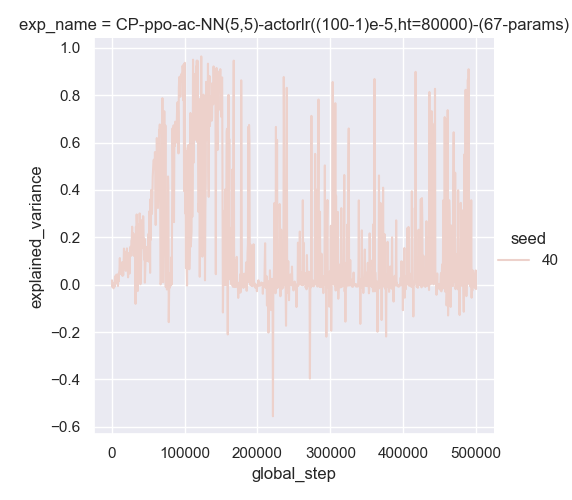 exp_name = CP-ppo-ac-NN(5,5)-actorlr((100-1)e-5,ht=80000)-(67-params)
1.0
0.8
0.6
0.4
0.2
0.0
−0.2
−0.4
−0.6
explained_variance
0 100000 200000 300000 400000 500000
global_step
seed
40